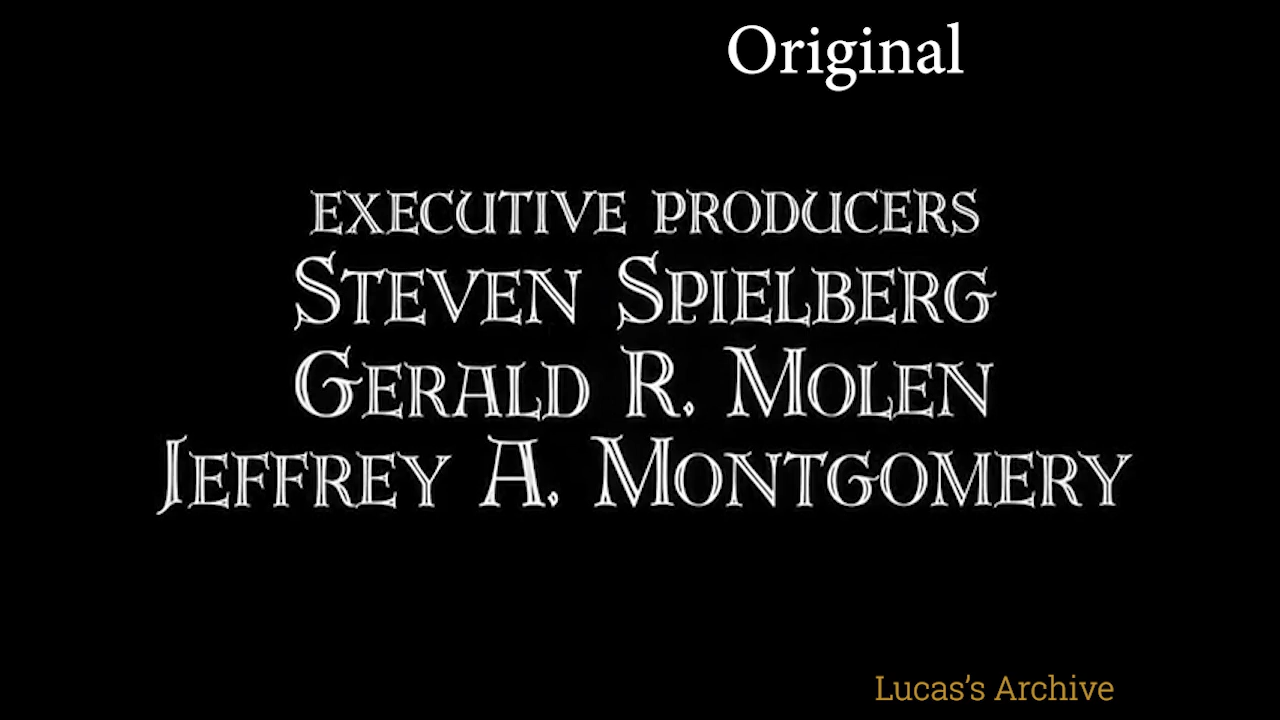 Original
EXECUTIVE PRODUCERS
STEVEN SPIELBERG
GERALD R. MOLEN
JEFFREY A. MONTGOMERY
Lucas's Archive